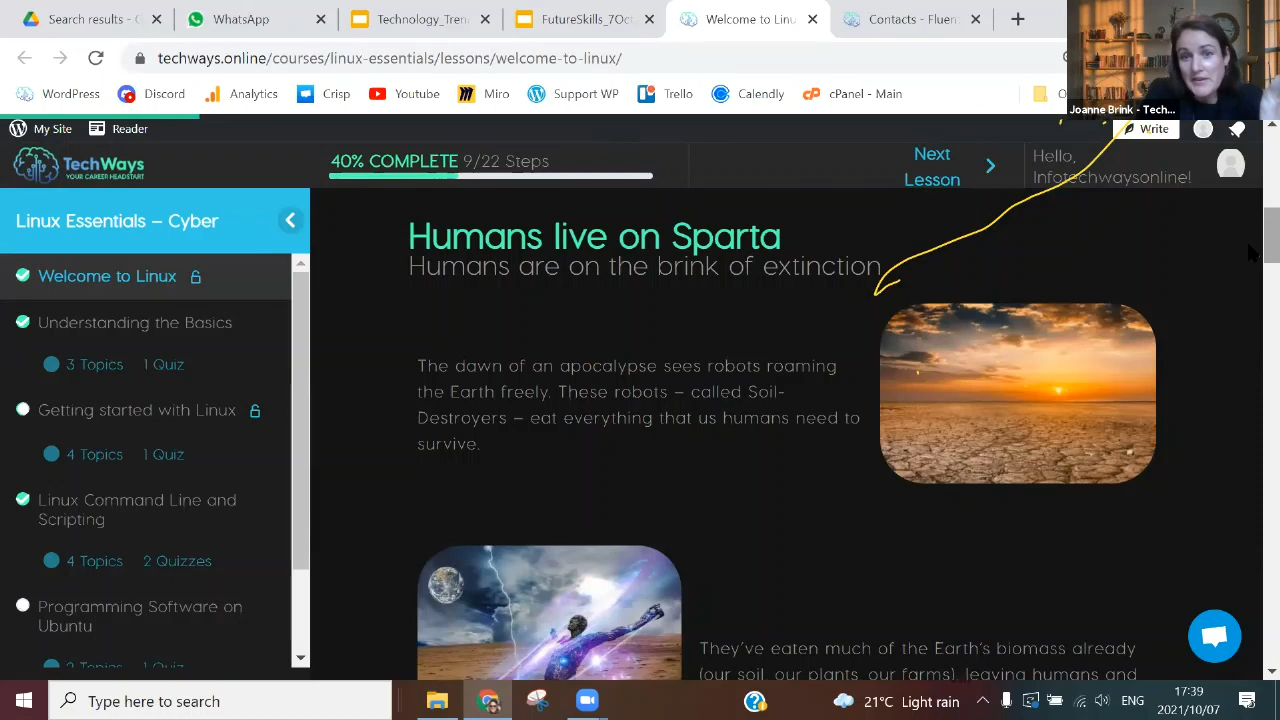 Search results - G
WhatsApp
Technology_Tren
FutureSkills_7Oct
Welcome to Linu
Contacts - Fluen
techways.online/courses/linux-essentials/lessons/welcome-to-linux/
WordPress
Discord
Analytics
Crisp
Youtube
Miro
Support WP
Trello
Calendly
cPanel - Main
Joanne Brink - Tech...
My Site
Reader
Write
TechWays
YOUR CAREER HEADSTART
40% COMPLETE 9/22 Steps
Next
Lesson
Hello,
Infotechwaysonline!
Linux Essentials – Cyber
Welcome to Linux
Understanding the Basics
3 Topics 1 Quiz
Getting started with Linux
4 Topics 1 Quiz
Linux Command Line and
Scripting
4 Topics 2 Quizzes
Programming Software on
Ubuntu
Humans live on Sparta
Humans are on the brink of extinction
The dawn of an apocalypse sees robots roaming
the Earth freely. These robots – called Soil-
Destroyers – eat everything that us humans need to
survive.
They've eaten much of the Earth's biomass already
(our soil, our plants, our farms), leaving humans and
Type here to search
21°C Light rain
ENG
17:39
2021/10/07